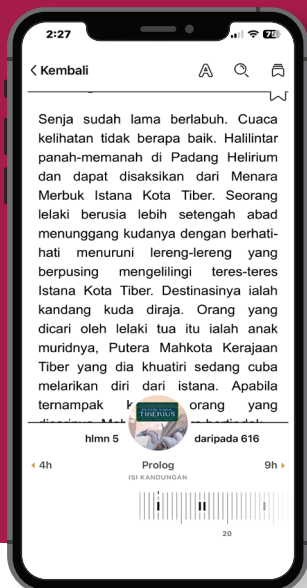 2:27
75
Kembali
Senja sudah lama berlabuh. Cuaca
kelihatan tidak berapa baik. Halilintar
panah-memanah di Padang Helirium
dan dapat disaksikan dari Menara
Merbuk Istana Kota Tiber. Seorang
lelaki berusia lebih setengah abad
menunggang kudanya dengan berhati-
hati menuruni lereng-lereng yang
berpusing mengelilingi teres-teres
Istana Kota Tiber. Destinasinya ialah
kandang kuda diraja. Orang yang
dicari oleh lelaki tua itu ialah anak
muridnya, Putera Mahkota Kerajaan
Tiber yang dia khuatiri sedang cuba
melarikan diri dari istana. Apabila
ternampak orang yang
TIBERIUS
hlmn 5 daripada 616
4h Prolog 9h
ISI KANDUNGAN
20